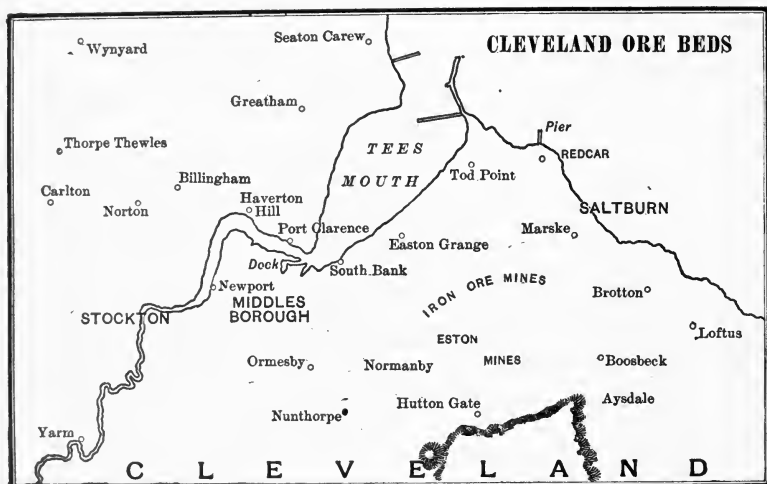 CLEVELAND ORE BEDS
Wynyard
Seaton Carew
Greatham
Pier
Thorpe Thewles
TEES
MOUTH
REDCAR
Tod Point
Billingham
Carlton
Norton
Haverton
Hill
SALTBURN
Port Clarence
Easton Grange
Marske
Dock
South Bank
Newport
IRON ORE MINES
Brotton
MIDDLES
BOROUGH
STOCKTON
Loftus
ESTON
MINES
Ormesby
Normanby
Boosbeck
Aysdale
Nunthorpe
Hutton Gate
Yarm
CLEVELAND